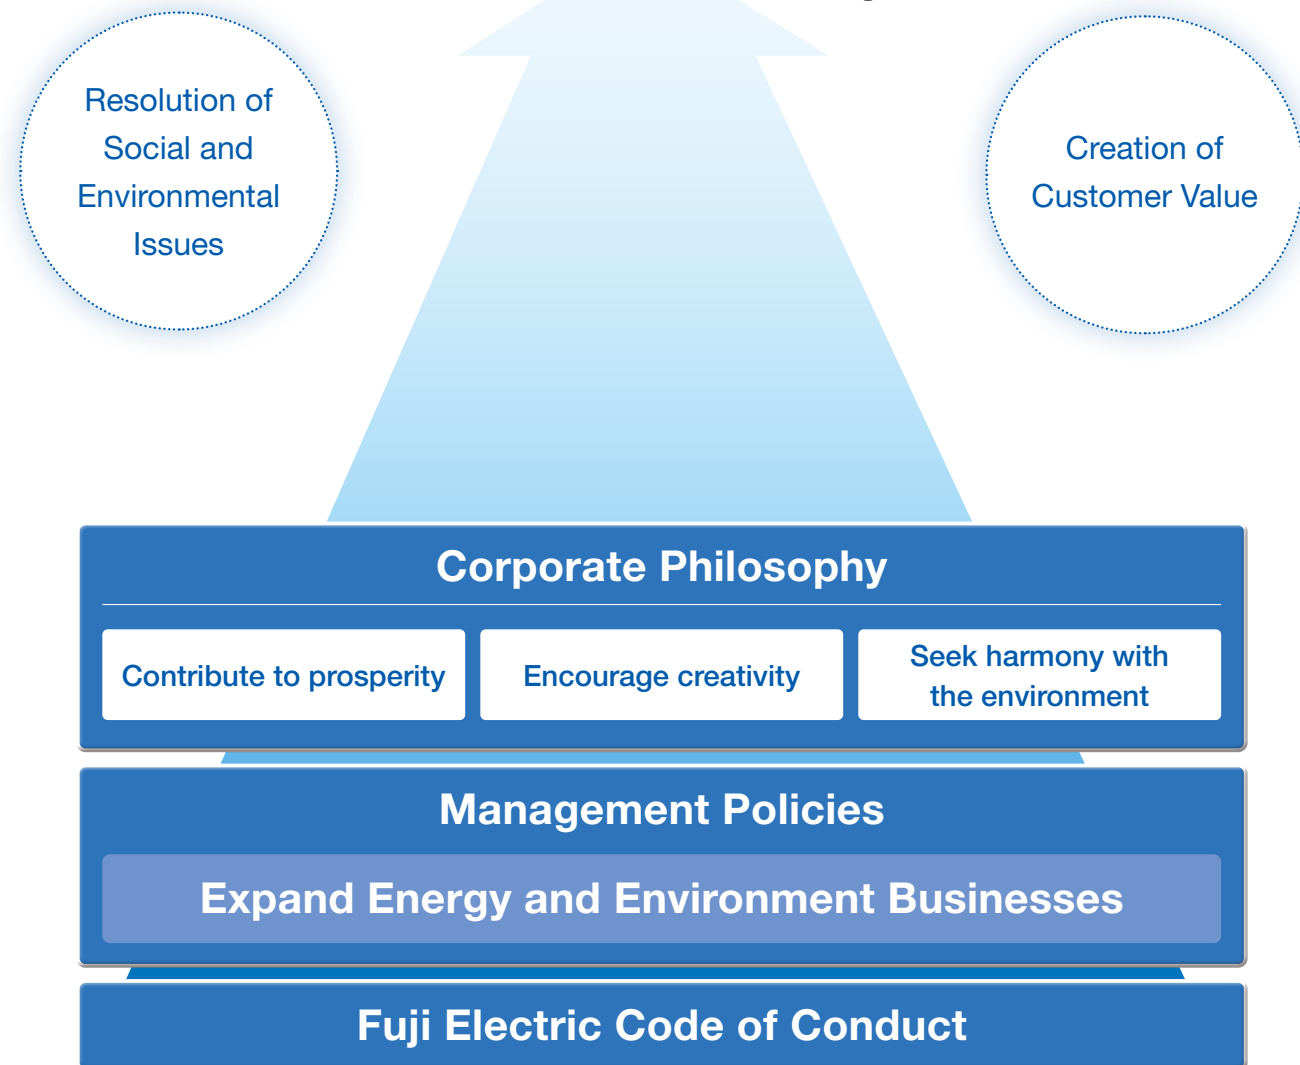 Resolution of
Social and
Environmental
Issues
Creation of
Customer Value
Corporate Philosophy
Contribute to prosperity
Encourage creativity
Seek harmony with
the environment
Management Policies
Expand Energy and Environment Businesses
Fuji Electric Code of Conduct